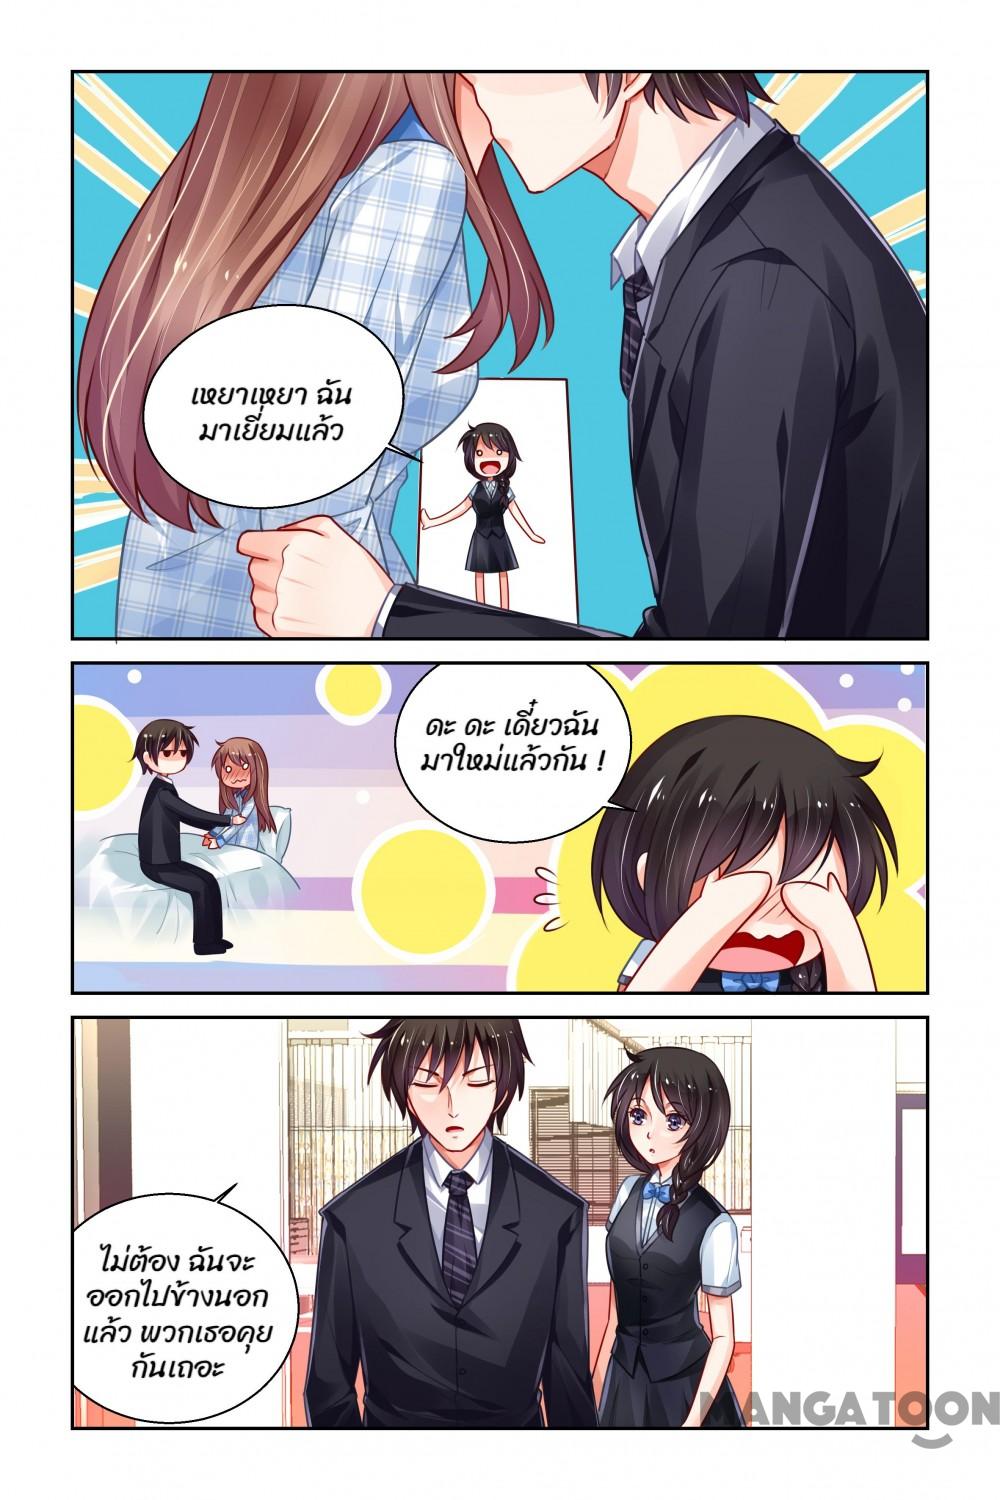 เหยาเหยา ฉัน
มาเยี่ยมแล้ว
ดะ ดะ เดี๋ยวฉัน
มาใหม่แล้วกัน !
ไม่ต้อง ฉันจะ
ออกไปข้างนอก
แล้ว พวกเธอคุย
กันเถอะ
MANGATOON